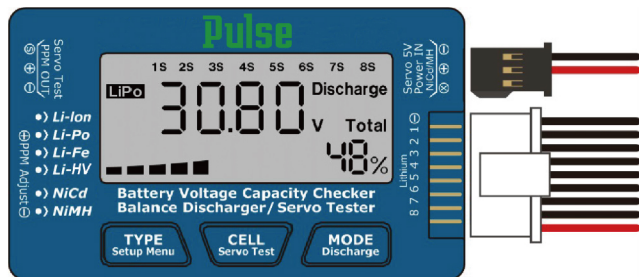 Pulse
Servo Test
PPM OUT
Ⓢ ⊕ ⊖
1S 2S 3S 4S 5S 6S 7S 8S
LiPo
30.80 V
Discharge
Total
48%
Servo 5V
Power IN
NiCd/MH
⊖ ⊕ ⊗
Li-Ion
Li-Po
Li-Fe
Li-HV
NiCd
NiMH
⊕ PPM Adjust ⊖
Lithium
8 7 6 5 4 3 2 1 ⊖
Battery Voltage Capacity Checker
Balance Discharger/Servo Tester
TYPE
Setup Menu
CELL
Servo Test
MODE
Discharge